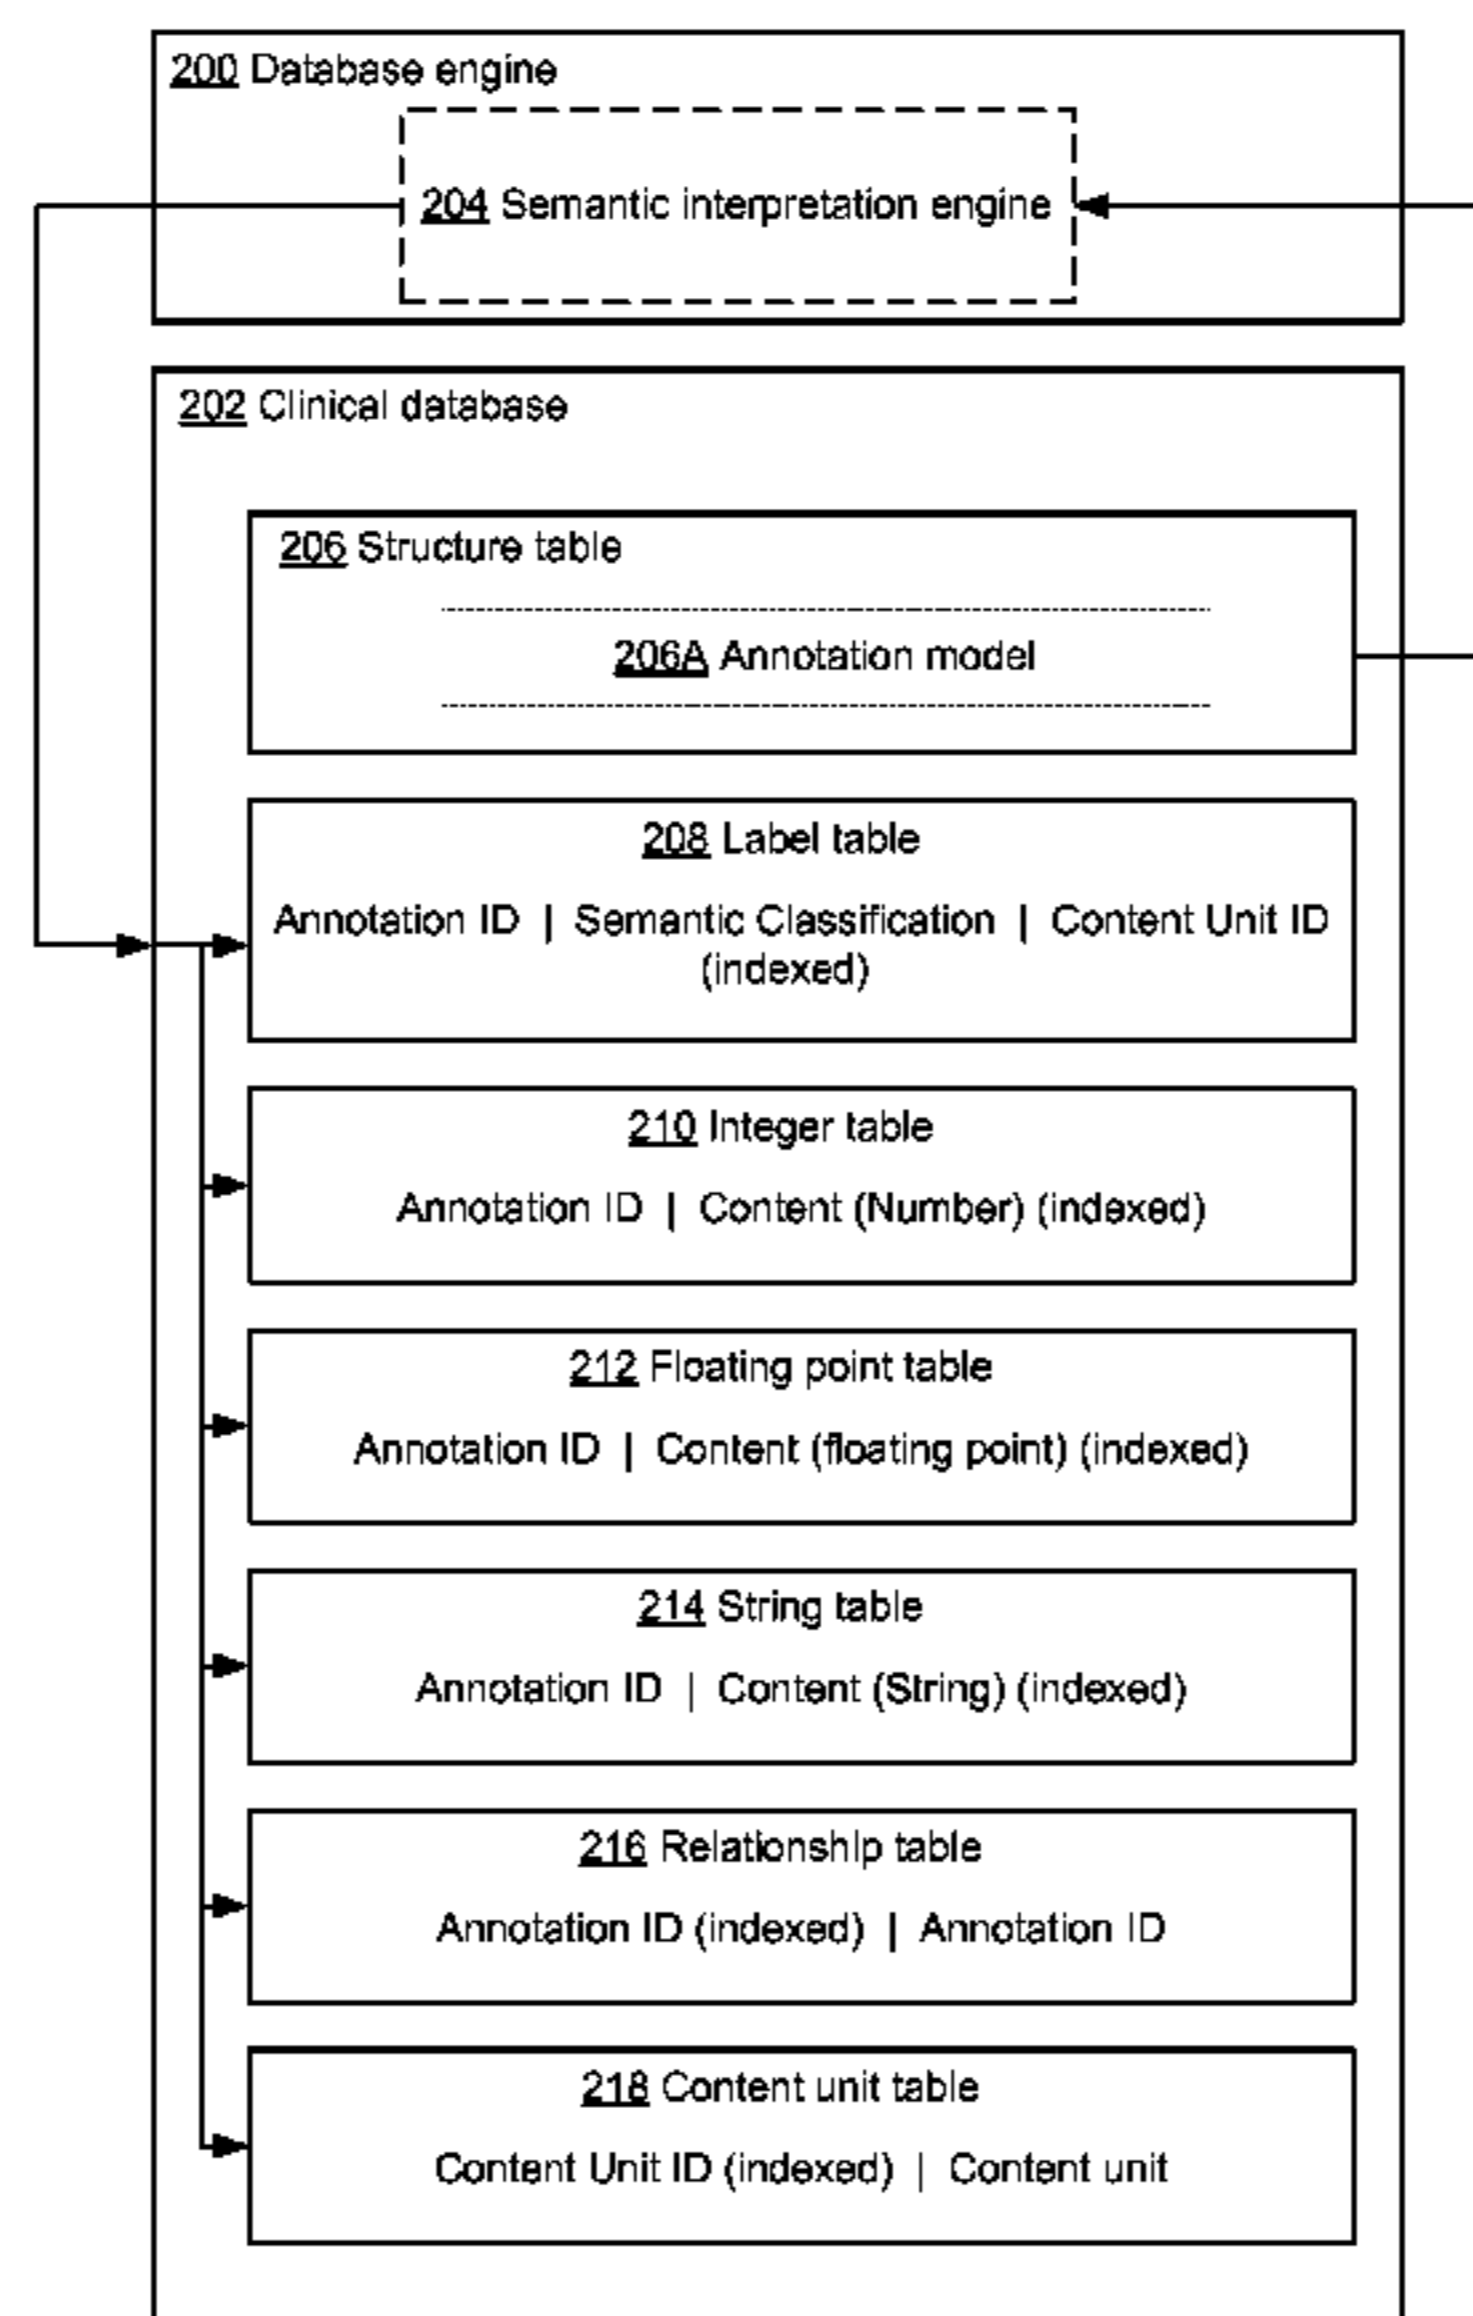 200 Database engine
204 Semantic interpretation engine
202 Clinical database
206 Structure table
206A Annotation model
208 Label table
Annotation ID | Semantic Classification | Content Unit ID
(indexed)
210 Integer table
Annotation ID | Content (Number) (indexed)
212 Floating point table
Annotation ID | Content (floating point) (indexed)
214 String table
Annotation ID | Content (String) (indexed)
216 Relationship table
Annotation ID (indexed) | Annotation ID
218 Content unit table
Content Unit ID (indexed) | Content unit